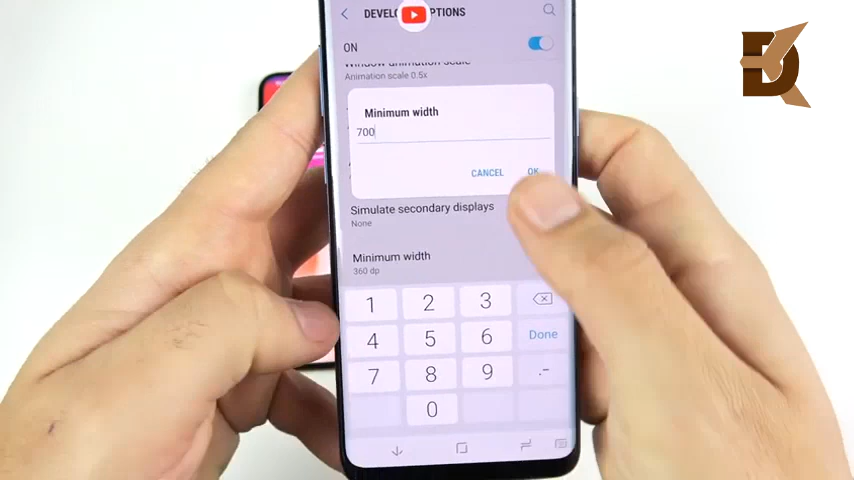 DEVEL PTIONS
ON
Window animation scale
Animation scale 0.5x
Minimum width
700
CANCEL OK
Simulate secondary displays
None
Minimum width
360 dp
1 2 3
4 5 6 Done
7 8 9 .-
0
D